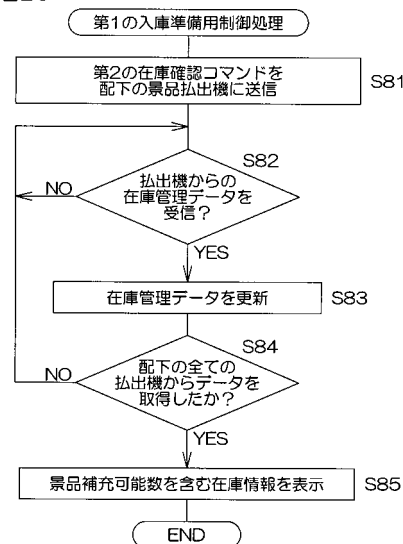 第1の入庫準備用制御処理
第2の在庫確認コマンドを
配下の景品払出機に送信
S81
S82
払出機からの
在庫管理データを
受信？
NO
YES
在庫管理データを更新
S83
S84
配下の全ての
払出機からデータを
取得したか？
NO
YES
景品補充可能数を含む在庫情報を表示
S85
END